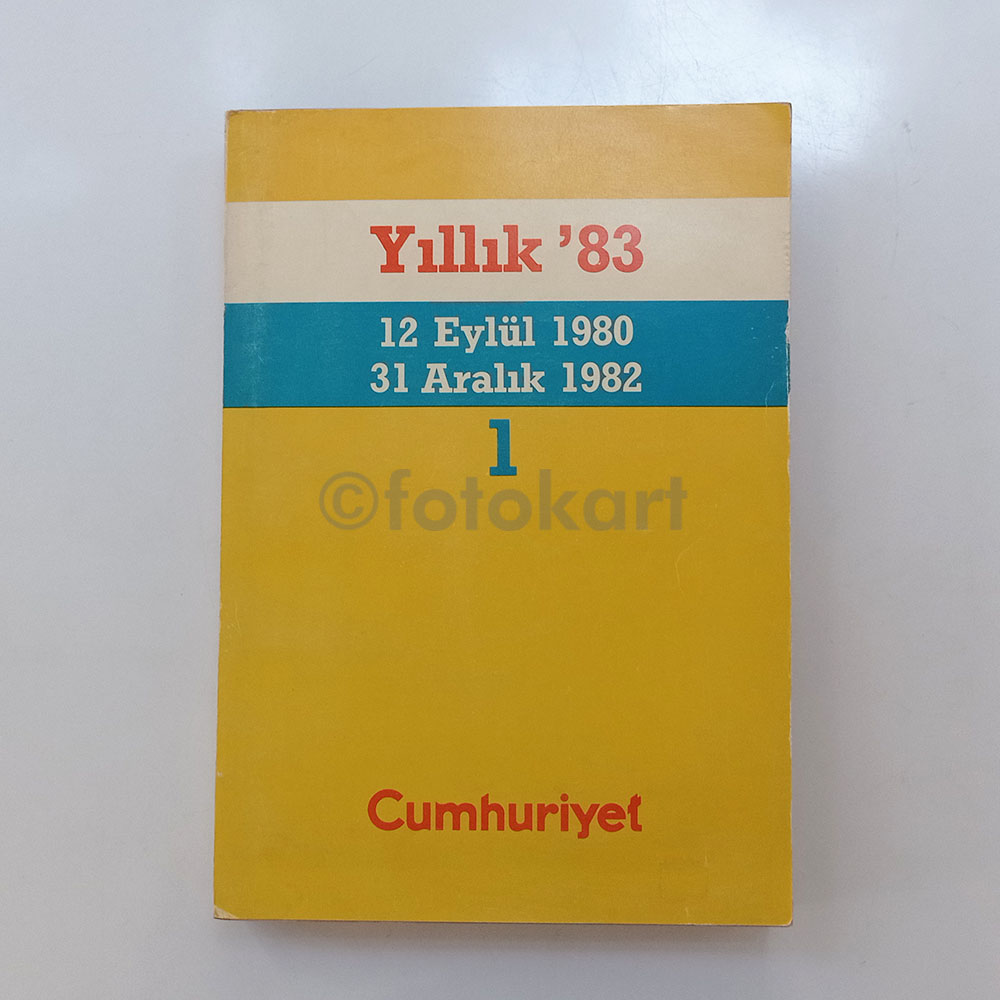 Yıllık ’83
12 Eylül 1980
31 Aralık 1982
1
©fotokart
Cumhuriyet